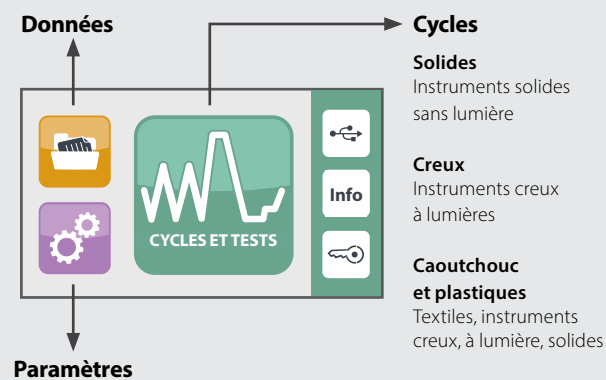 Données
Cycles
Solides
Instruments solides
sans lumière
Creux
Instruments creux
à lumières
Caoutchouc
et plastiques
Textiles, instruments
creux, à lumière, solides
CYCLES ET TESTS
Info
Paramètres